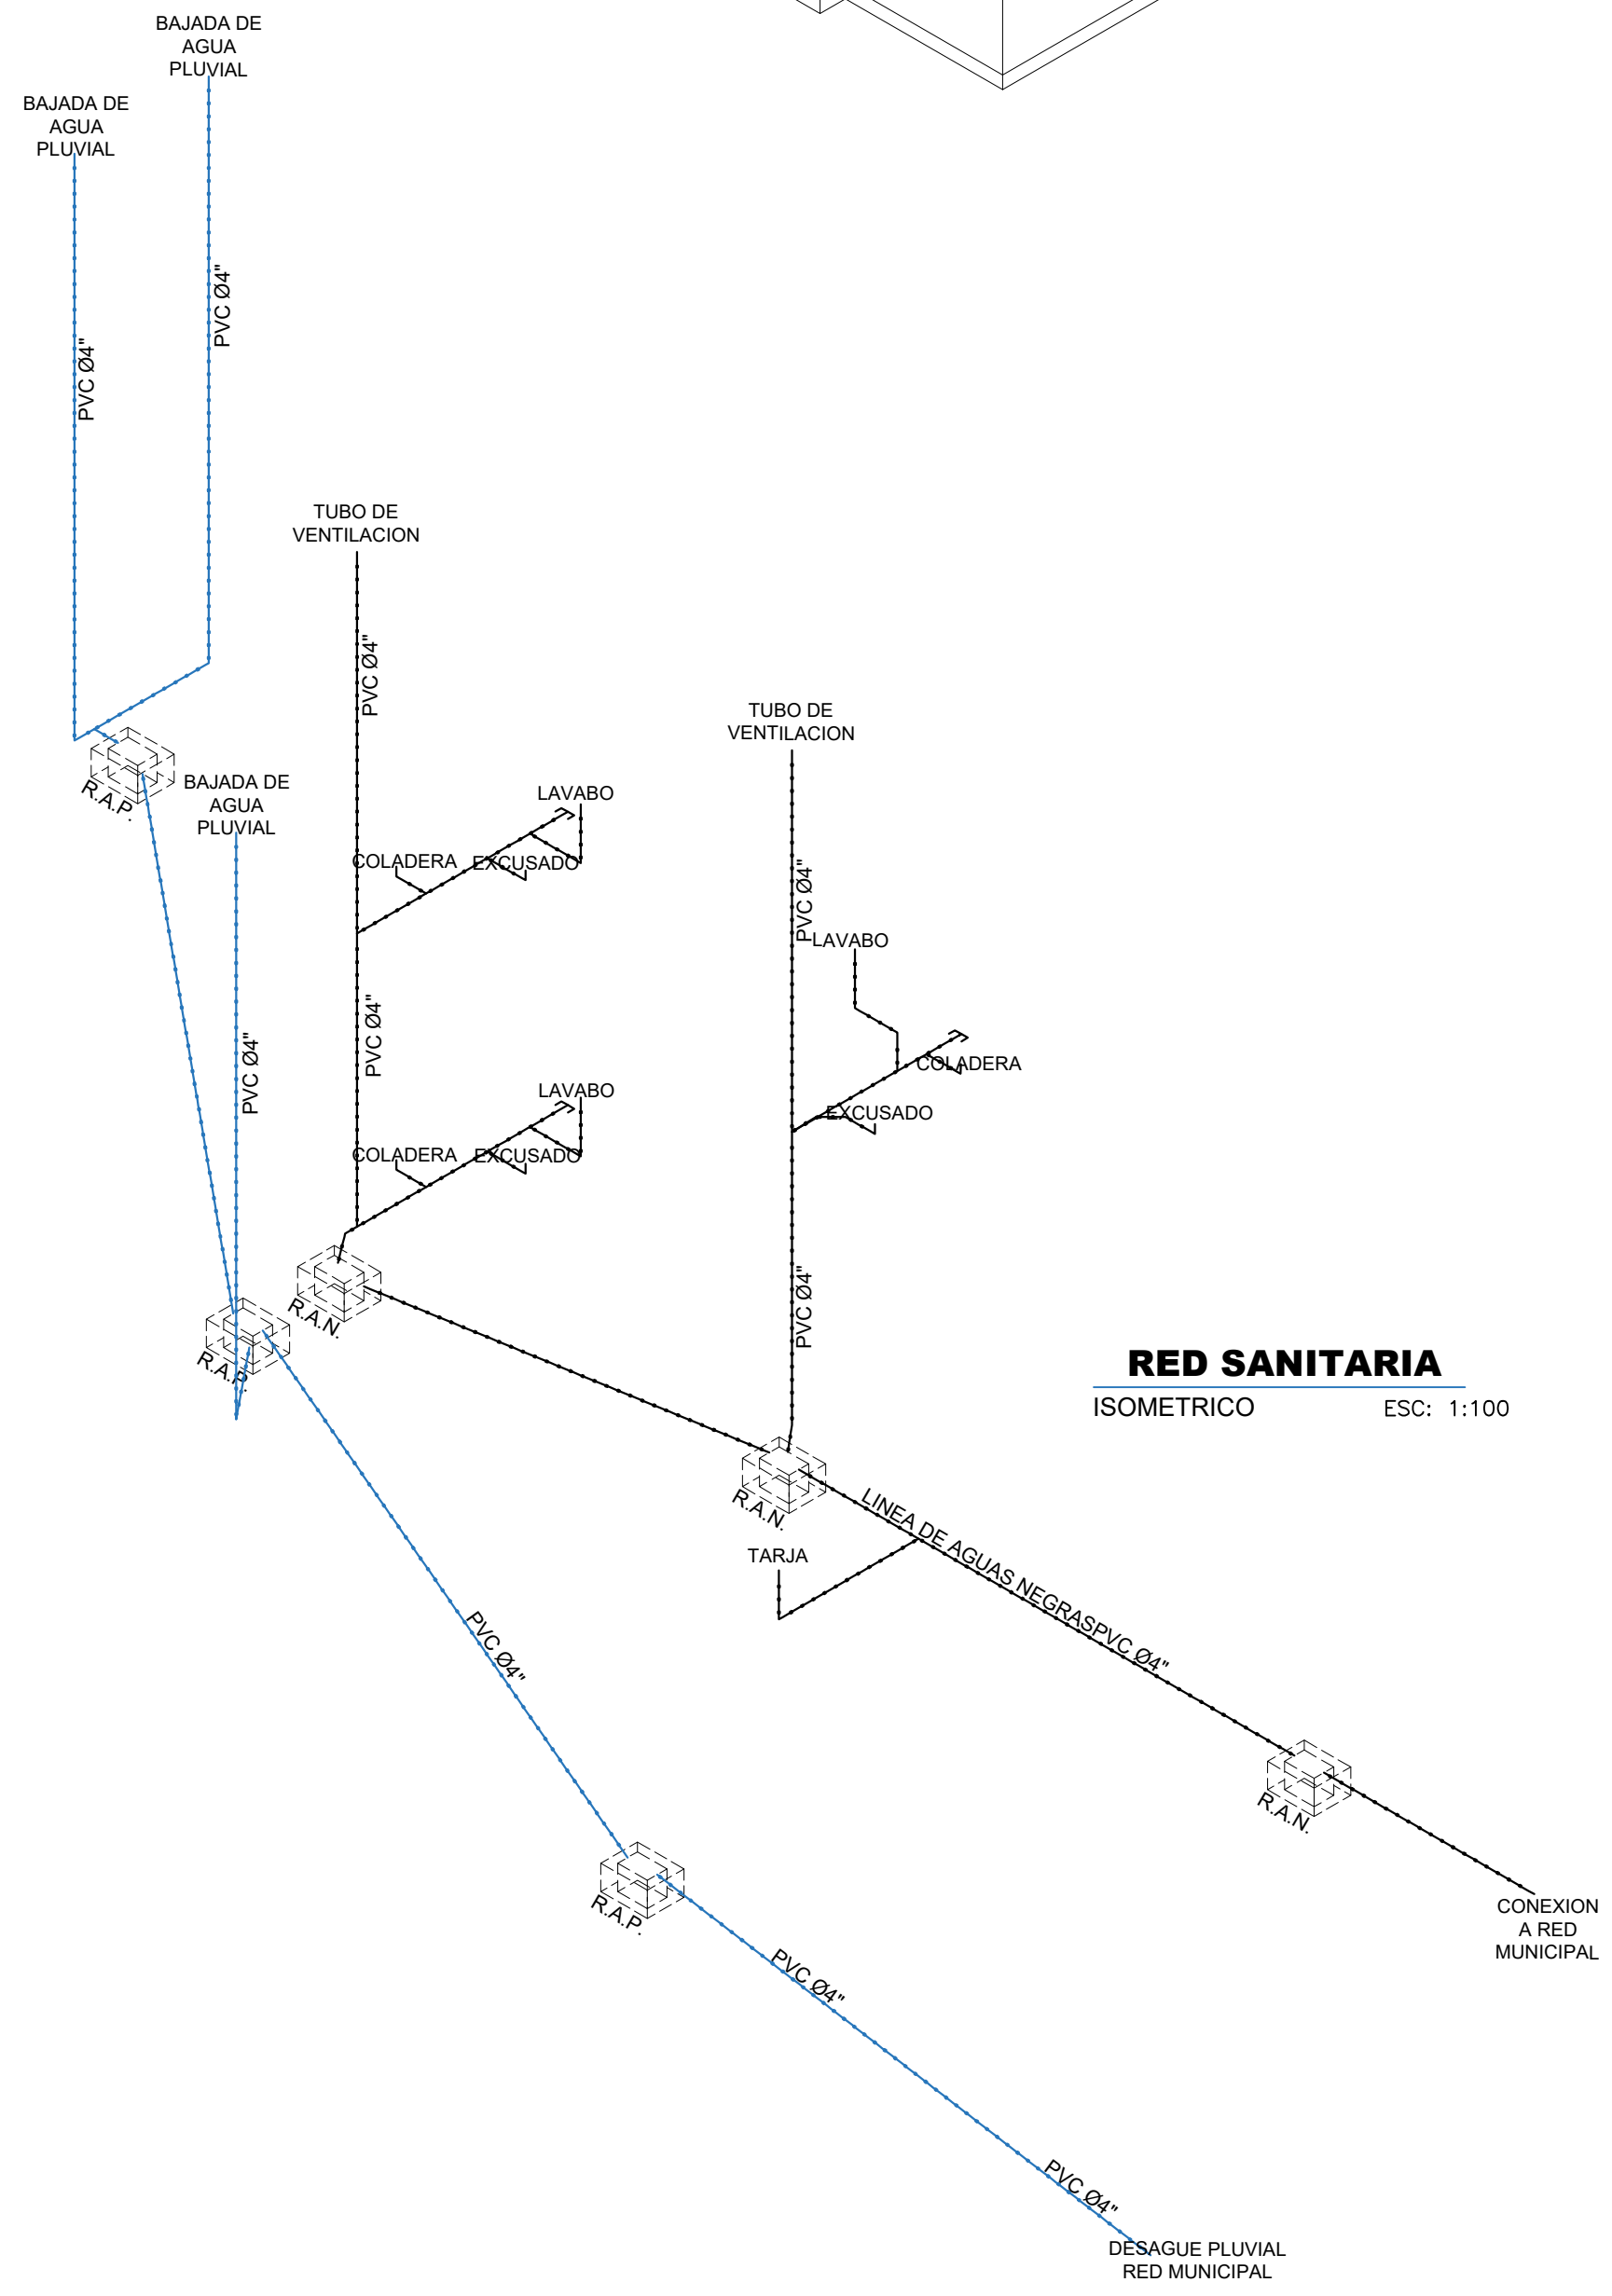 BAJADA DE
AGUA
PLUVIAL
BAJADA DE
AGUA
PLUVIAL
PVC Ø4"
PVC Ø4"
TUBO DE
VENTILACION
PVC Ø4"
TUBO DE
VENTILACION
R.A.P.
BAJADA DE
AGUA
PLUVIAL
LAVABO
COLADERA
EXCUSADO
PVC Ø4"
LAVABO
PVC Ø4"
PVC Ø4"
COLADERA
EXCUSADO
LAVABO
COLADERA
EXCUSADO
PVC Ø4"
R.A.N.
R.A.P.
RED SANITARIA
ISOMETRICO
ESC: 1:100
R.A.N.
LINEA DE AGUAS NEGRASPVC Ø4"
TARJA
PVC Ø4"
R.A.N.
R.A.P.
CONEXION
A RED
MUNICIPAL
PVC Ø4"
PVC Ø4"
DESAGUE PLUVIAL
RED MUNICIPAL